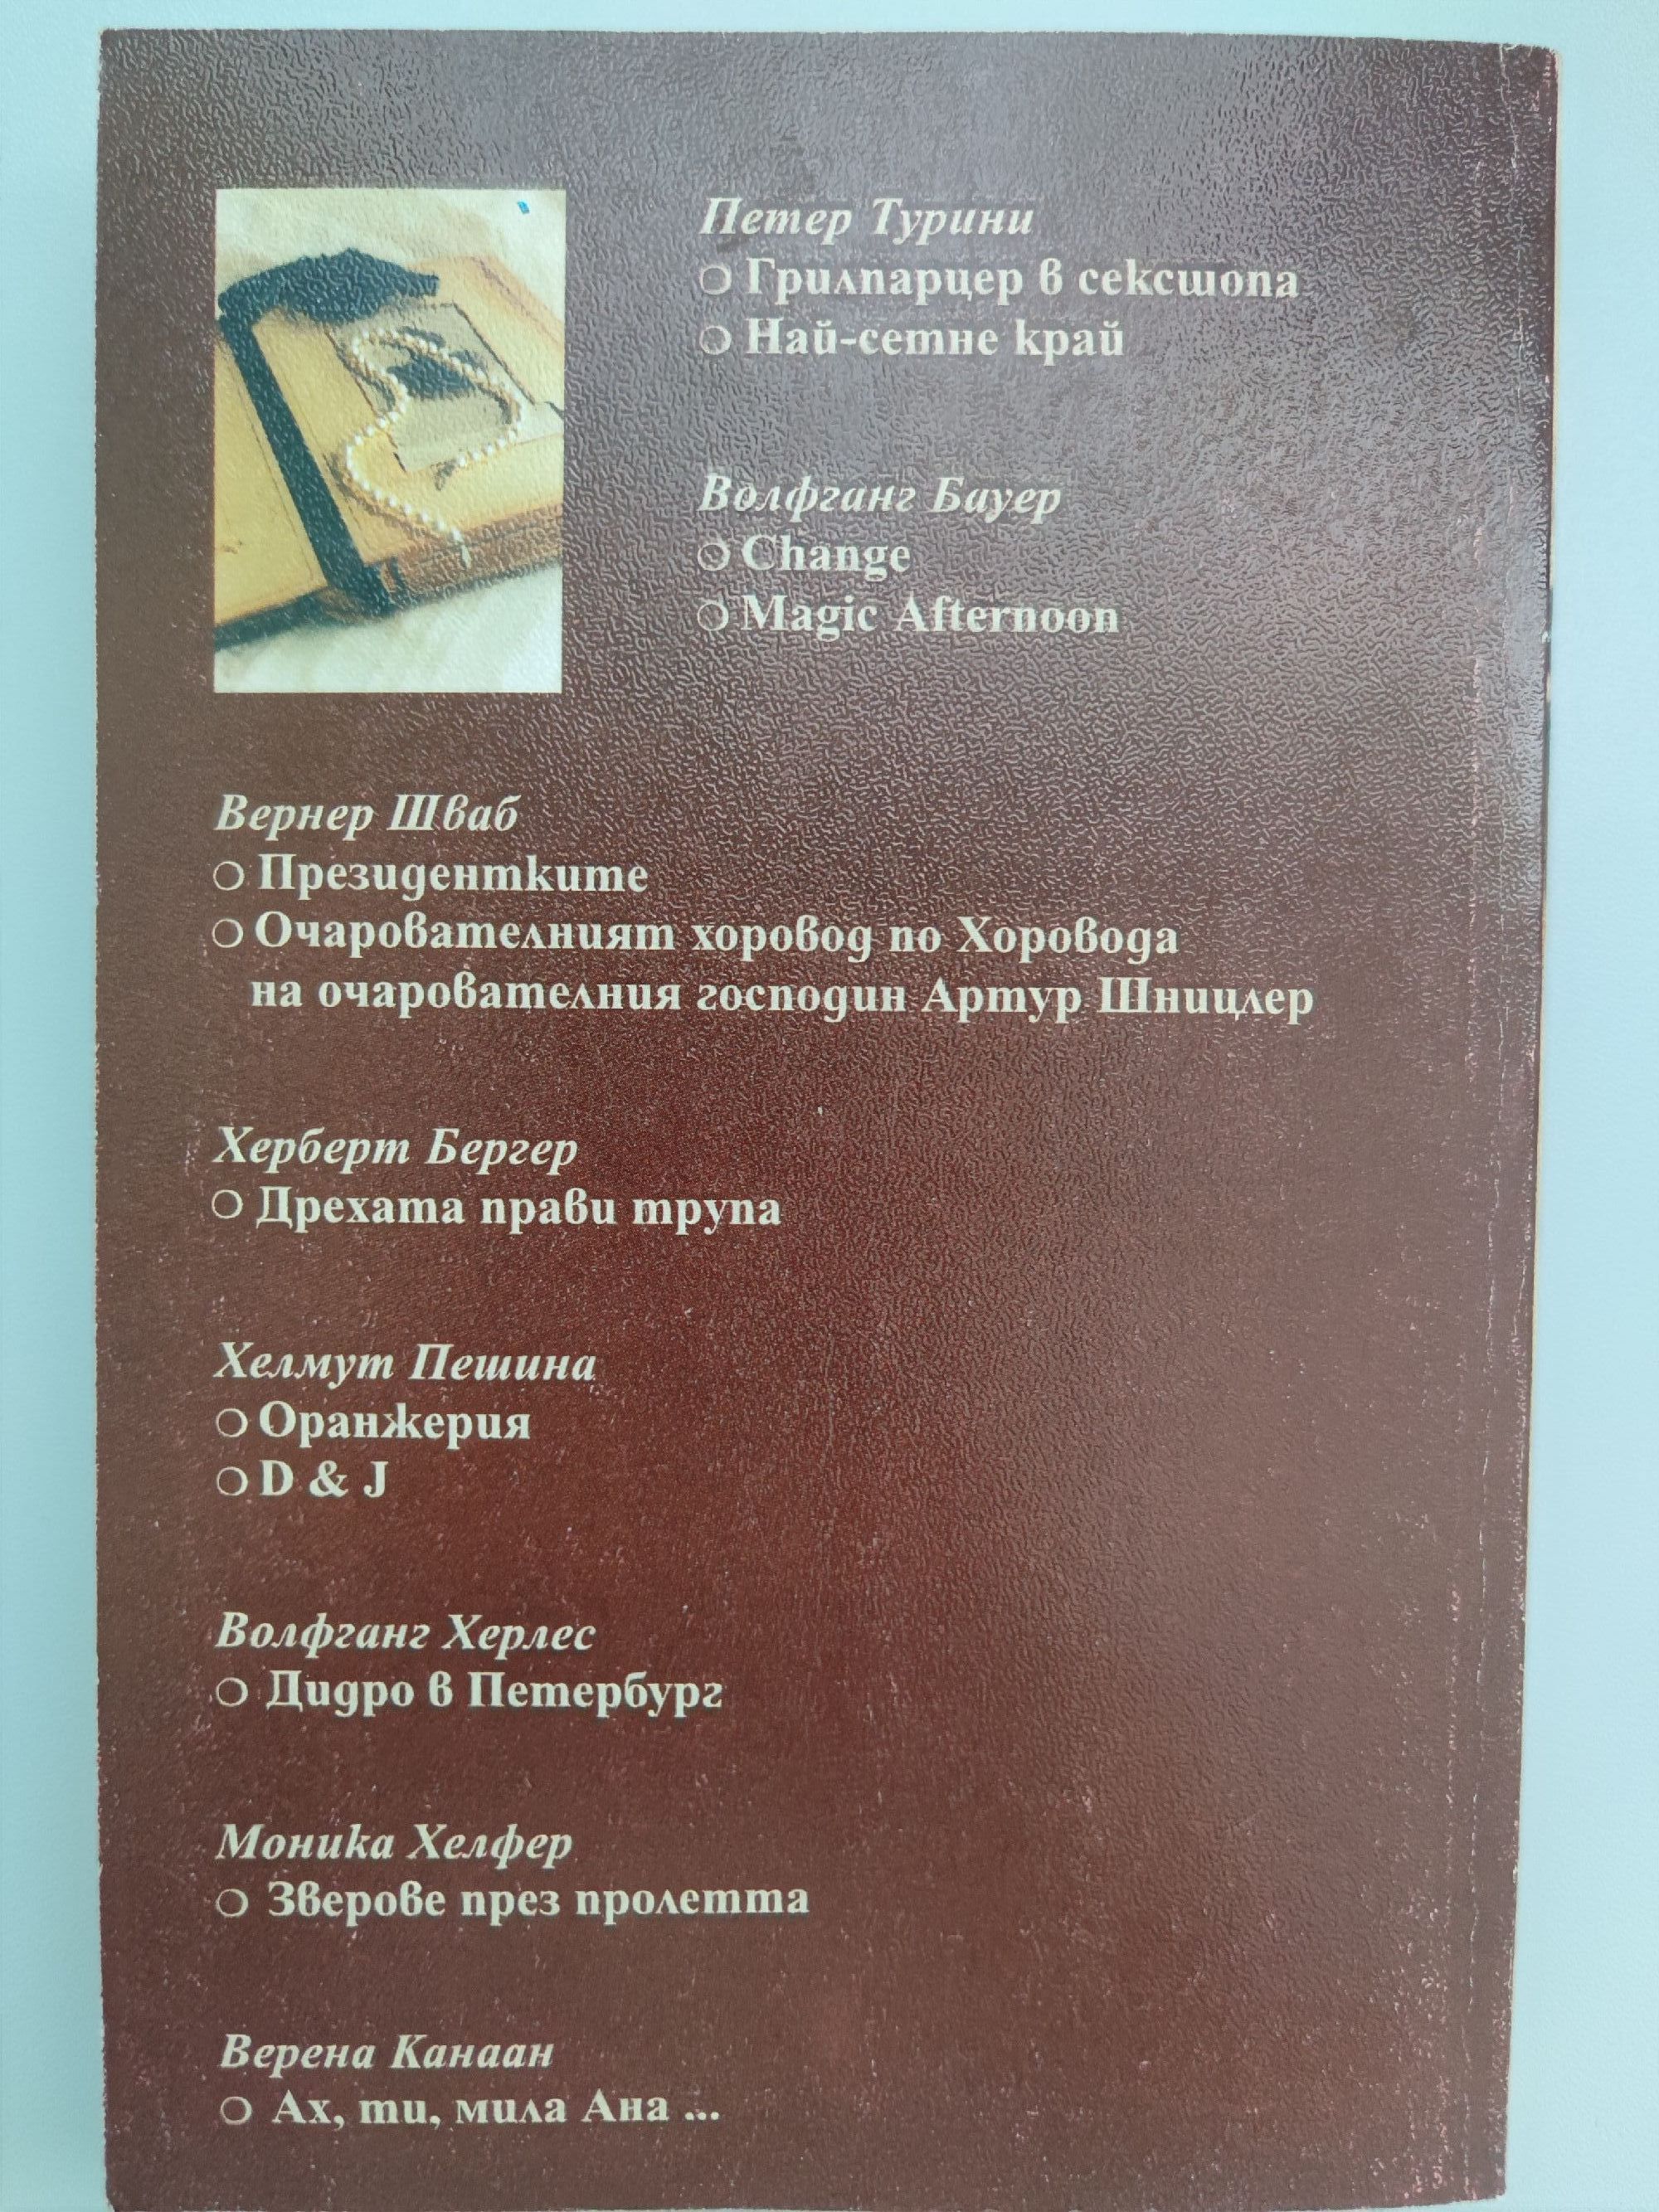 Петер Турини
❍ Грилпарцер в сексшопа
❍ Най-сетне край
Волфганг Бауер
❍ Change
❍ Magic Afternoon
Вернер Шваб
❍ Президентките
❍ Очарователният хоровод по Хоровода
на очарователния господин Артур Шницлер
Херберт Бергер
❍ Дрехата прави трупа
Хелмут Пешина
❍ Оранжерия
❍ D & J
Волфганг Херлес
❍ Дидро в Петербург
Моника Хелфер
❍ Зверове през пролетта
Верена Канаан
❍ Ах, ти, мила Ана ...